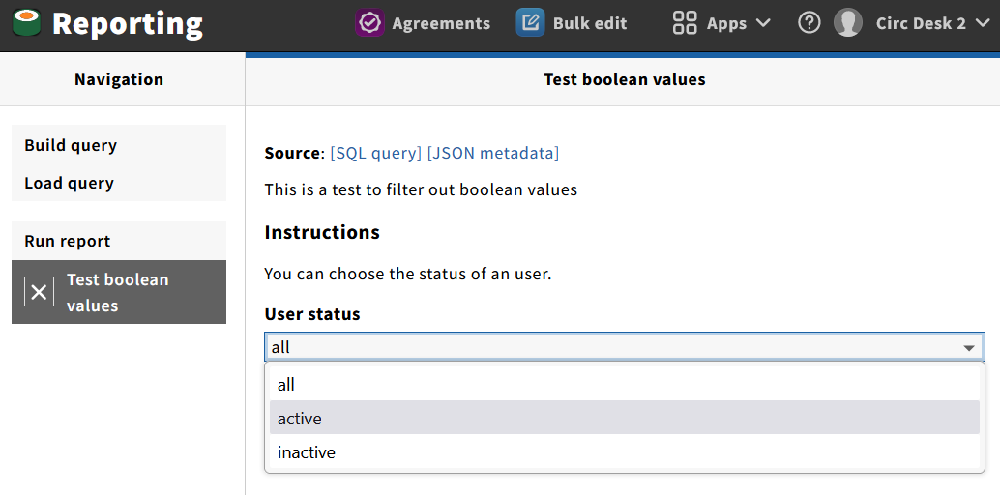 Reporting
Agreements
Bulk edit
Apps
Circ Desk 2
Navigation
Test boolean values
Build query
Load query
Run report
Test boolean
values
Source: [SQL query] [JSON metadata]
This is a test to filter out boolean values
Instructions
You can choose the status of an user.
User status
all
all
active
inactive